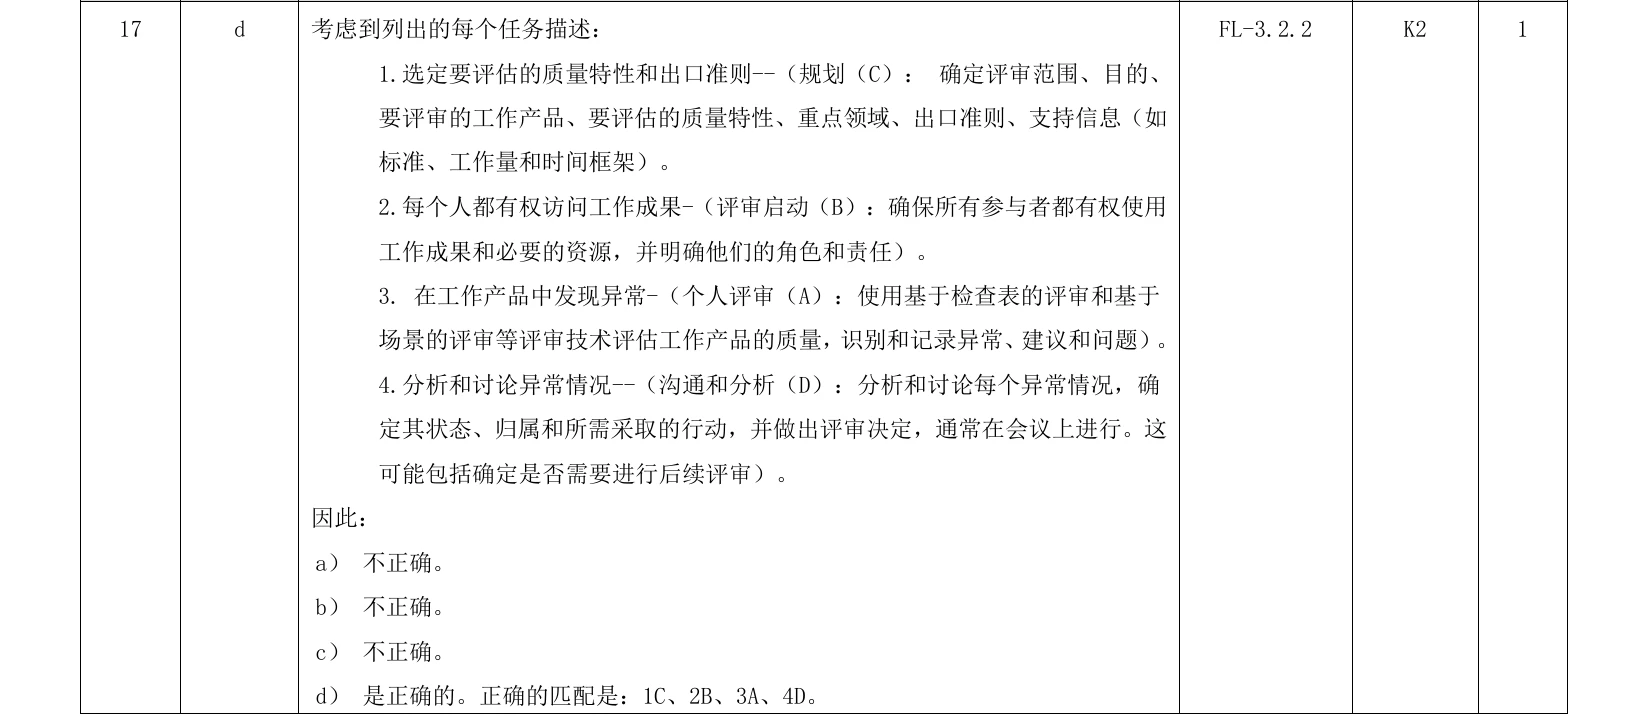 17 d 考虑到列出的每个任务描述： FL-3.2.2 K2 1
1.选定要评估的质量特性和出口准则--（规划（C）： 确定评审范围、目的、
要评审的工作产品、要评估的质量特性、重点领域、出口准则、支持信息（如
标准、工作量和时间框架）。
2.每个人都有权访问工作成果-（评审启动（B）：确保所有参与者都有权使用
工作成果和必要的资源，并明确他们的角色和责任）。
3. 在工作产品中发现异常-（个人评审（A）：使用基于检查表的评审和基于
场景的评审等评审技术评估工作产品的质量，识别和记录异常、建议和问题）。
4.分析和讨论异常情况--（沟通和分析（D）：分析和讨论每个异常情况，确
定其状态、归属和所需采取的行动，并做出评审决定，通常在会议上进行。这
可能包括确定是否需要进行后续评审）。
因此：
a） 不正确。
b） 不正确。
c） 不正确。
d） 是正确的。正确的匹配是：1C、2B、3A、4D。